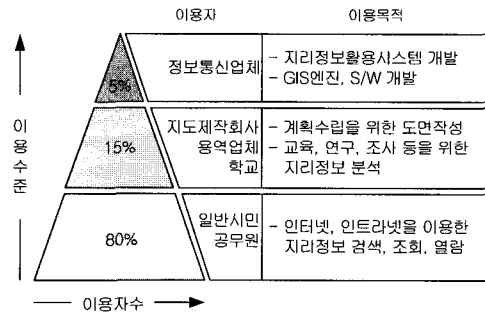 이용자
이용목적
이용수준
5%
정보통신업체
- 지리정보활용시스템 개발
- GIS엔진, S/W 개발
15%
지도제작회사
용역업체
학교
- 계획수립을 위한 도면작성
- 교육, 연구, 조사 등을 위한
지리정보 분석
80%
일반시민
공무원
- 인터넷, 인트라넷을 이용한
지리정보 검색, 조회, 열람
이용자수